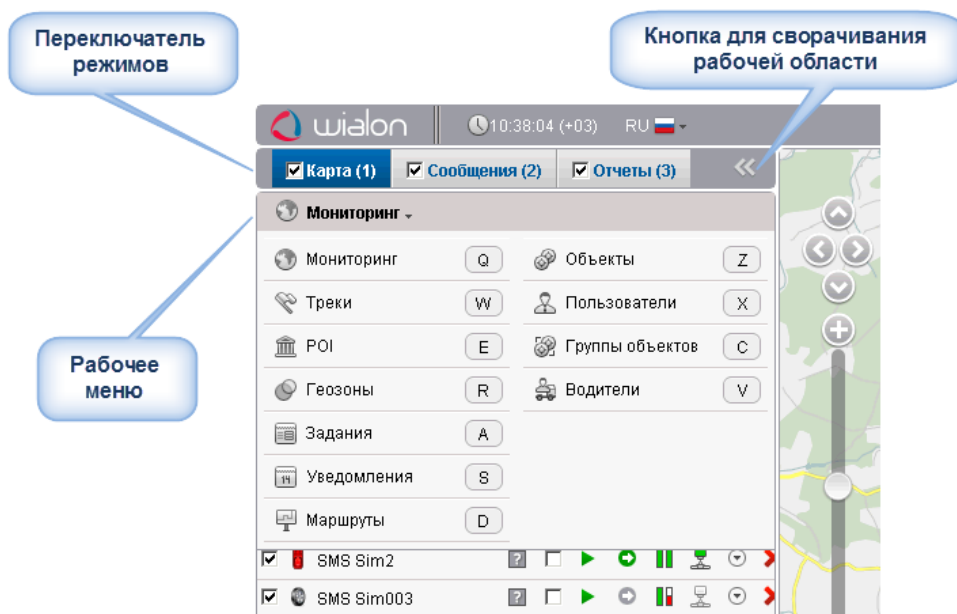 Переключатель
режимов
Кнопка для сворачивания
рабочей области
wialon
10:38:04 (+03)
RU
Карта (1)
Сообщения (2)
Отчеты (3)
Мониторинг
Мониторинг Q
Объекты Z
Треки W
Пользователи X
POI E
Группы объектов C
Геозоны R
Водители V
Задания A
14 Уведомления S
Маршруты D
Рабочее
меню
SMS Sim2 ?
SMS Sim003 ?